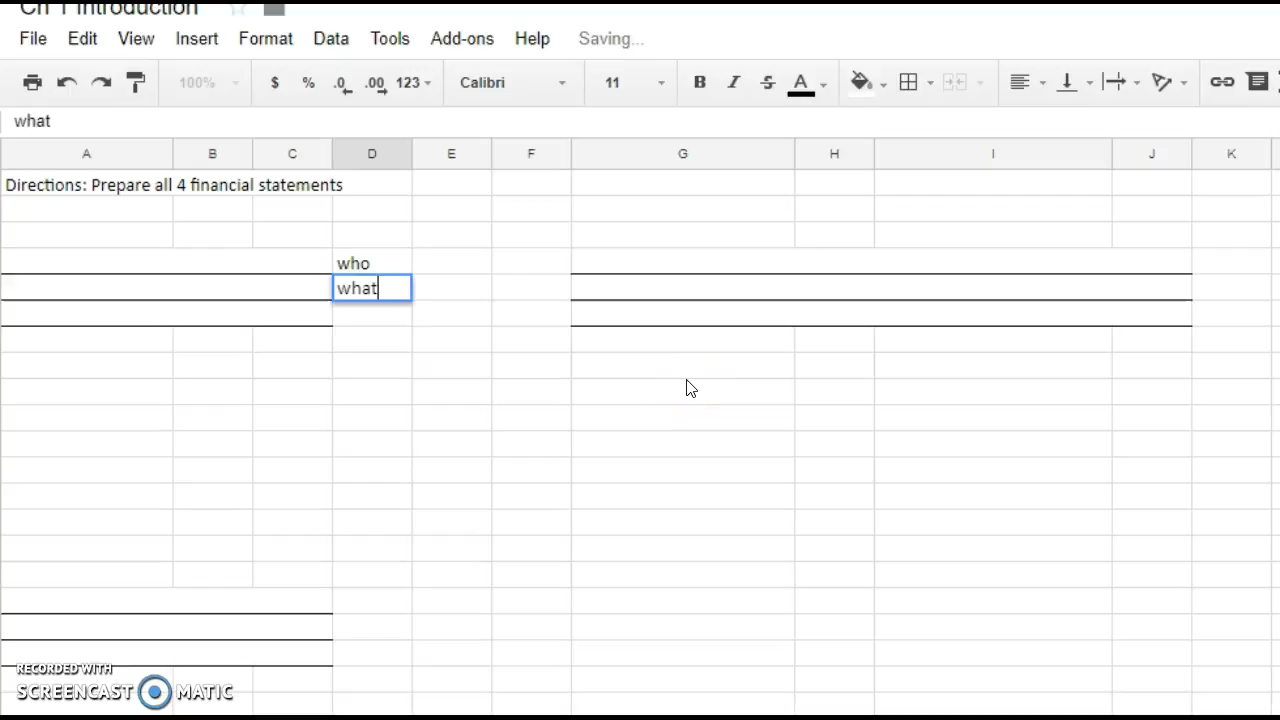 Ch 1 Introduction
File Edit View Insert Format Data Tools Add-ons Help Saving...
100% $ % .0 .00 123 Calibri 11 B I S A
what
A B C D E F G H I J K
Directions: Prepare all 4 financial statements
who
what
RECORDED WITH
SCREENCAST MATIC